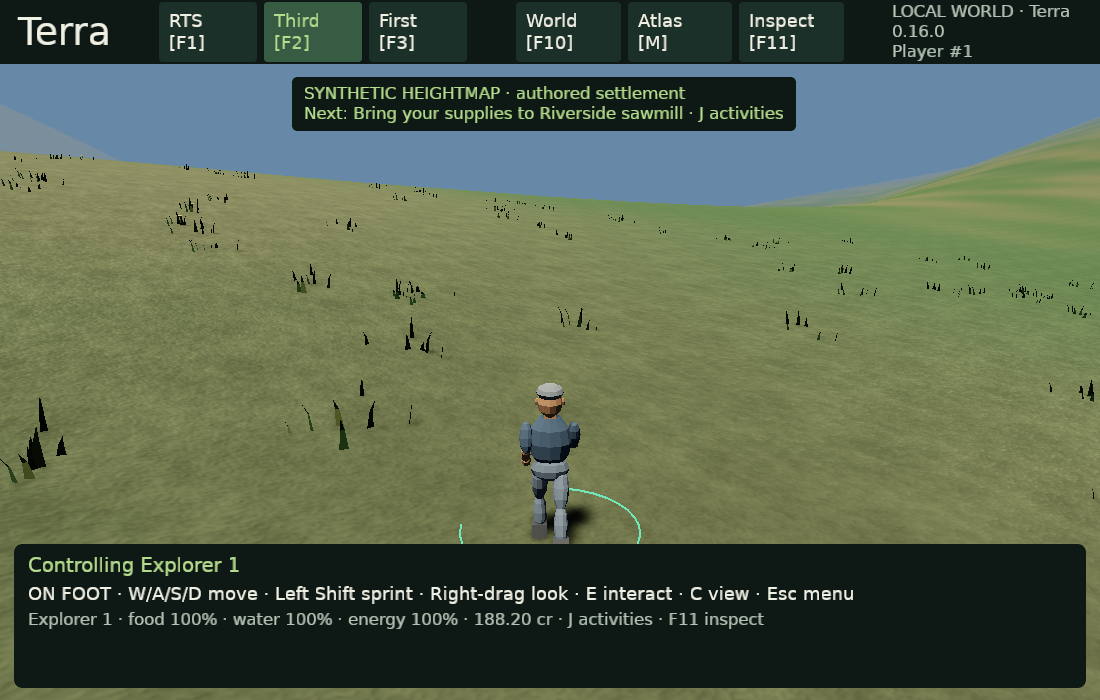 Terra
RTS
[F1]
Third
[F2]
First
[F3]
World
[F10]
Atlas
[M]
Inspect
[F11]
LOCAL WORLD · Terra
0.16.0
Player #1
SYNTHETIC HEIGHTMAP · authored settlement
Next: Bring your supplies to Riverside sawmill · J activities
Controlling Explorer 1
ON FOOT · W/A/S/D move · Left Shift sprint · Right-drag look · E interact · C view · Esc menu
Explorer 1 · food 100% · water 100% · energy 100% · 188.20 cr · J activities · F11 inspect